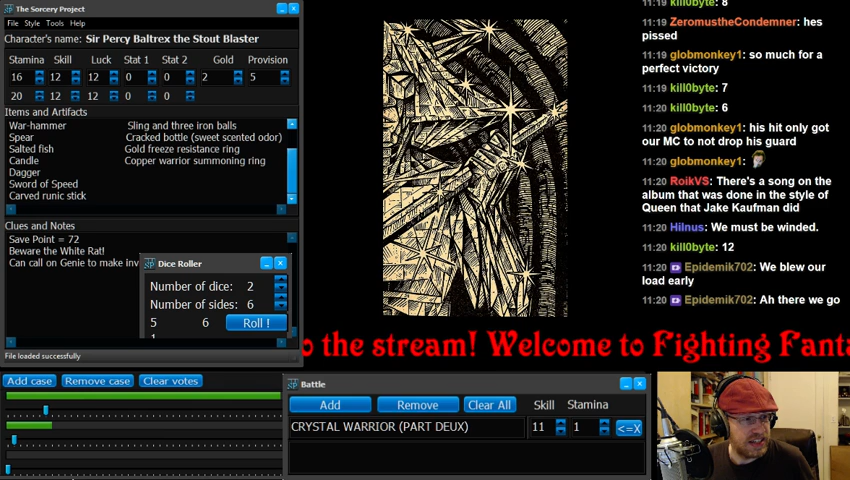 The Sorcery Project
File Style Tools Help
Character's name: Sir Percy Baltrex the Stout Blaster
Stamina Skill Luck Stat 1 Stat 2 Gold Provision
16 12 12 0 0 2 5
20 12 12 0 0
Items and Artifacts
War-hammer Sling and three iron balls
Spear Cracked bottle (sweet scented odor)
Salted fish Gold freeze resistance ring
Candle Copper warrior summoning ring
Dagger
Sword of Speed
Carved runic stick
Clues and Notes
Save Point = 72
Beware the White Rat!
Can call on Genie to make inv
Dice Roller
Number of dice: 2
Number of sides: 6
5 6 Roll !
File loaded successfully
Add case Remove case Clear votes
Battle
Add Remove Clear All Skill Stamina
CRYSTAL WARRIOR (PART DEUX) 11 1 <=X
o the stream! Welcome to Fighting Fanta
11:19 kill0byte: 8
11:19 ZeromustheCondemner: hes
pissed
11:19 globmonkey1: so much for a
perfect victory
11:19 kill0byte: 7
11:20 kill0byte: 6
11:20 globmonkey1: his hit only got
our MC to not drop his guard
11:20 globmonkey1:
11:20 RoikVS: There's a song on the
album that was done in the style of
Queen that Jake Kaufman did
11:20 Hilnus: We must be winded.
11:20 kill0byte: 12
11:20 Epidemik702: We blew our
load early
11:20 Epidemik702: Ah there we go